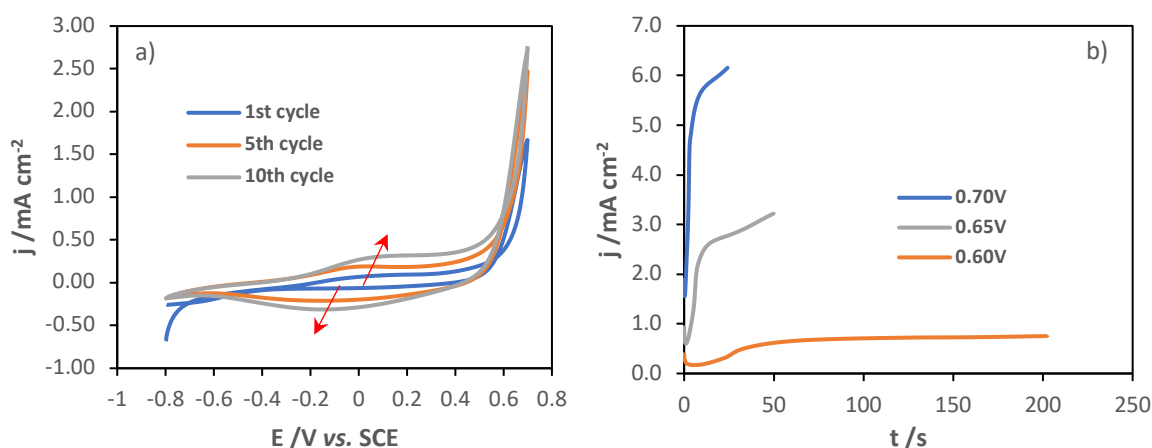 a)
3.00
2.50
2.00
1.50
1.00
0.50
0.00
-0.50
-1.00
j /mA cm-2
1st cycle
5th cycle
10th cycle
-1 -0.8 -0.6 -0.4 -0.2 0 0.2 0.4 0.6 0.8
E /V vs. SCE
b)
7.0
6.0
5.0
4.0
3.0
2.0
1.0
0.0
j /mA cm-2
0.70V
0.65V
0.60V
0 50 100 150 200 250
t /s